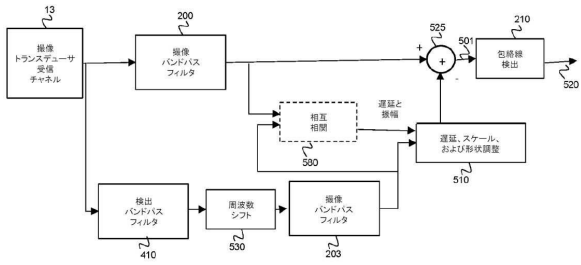 13
撮像
トランスデューサ
受信
チャネル
200
撮像
バンドパス
フィルタ
+
525
+
-
501
210
包絡線
検出
520
相互
相関
580
遅延と
振幅
遅延、スケール、
および形状調整
510
検出
バンドパス
フィルタ
410
周波数
シフト
530
撮像
バンドパス
フィルタ
203